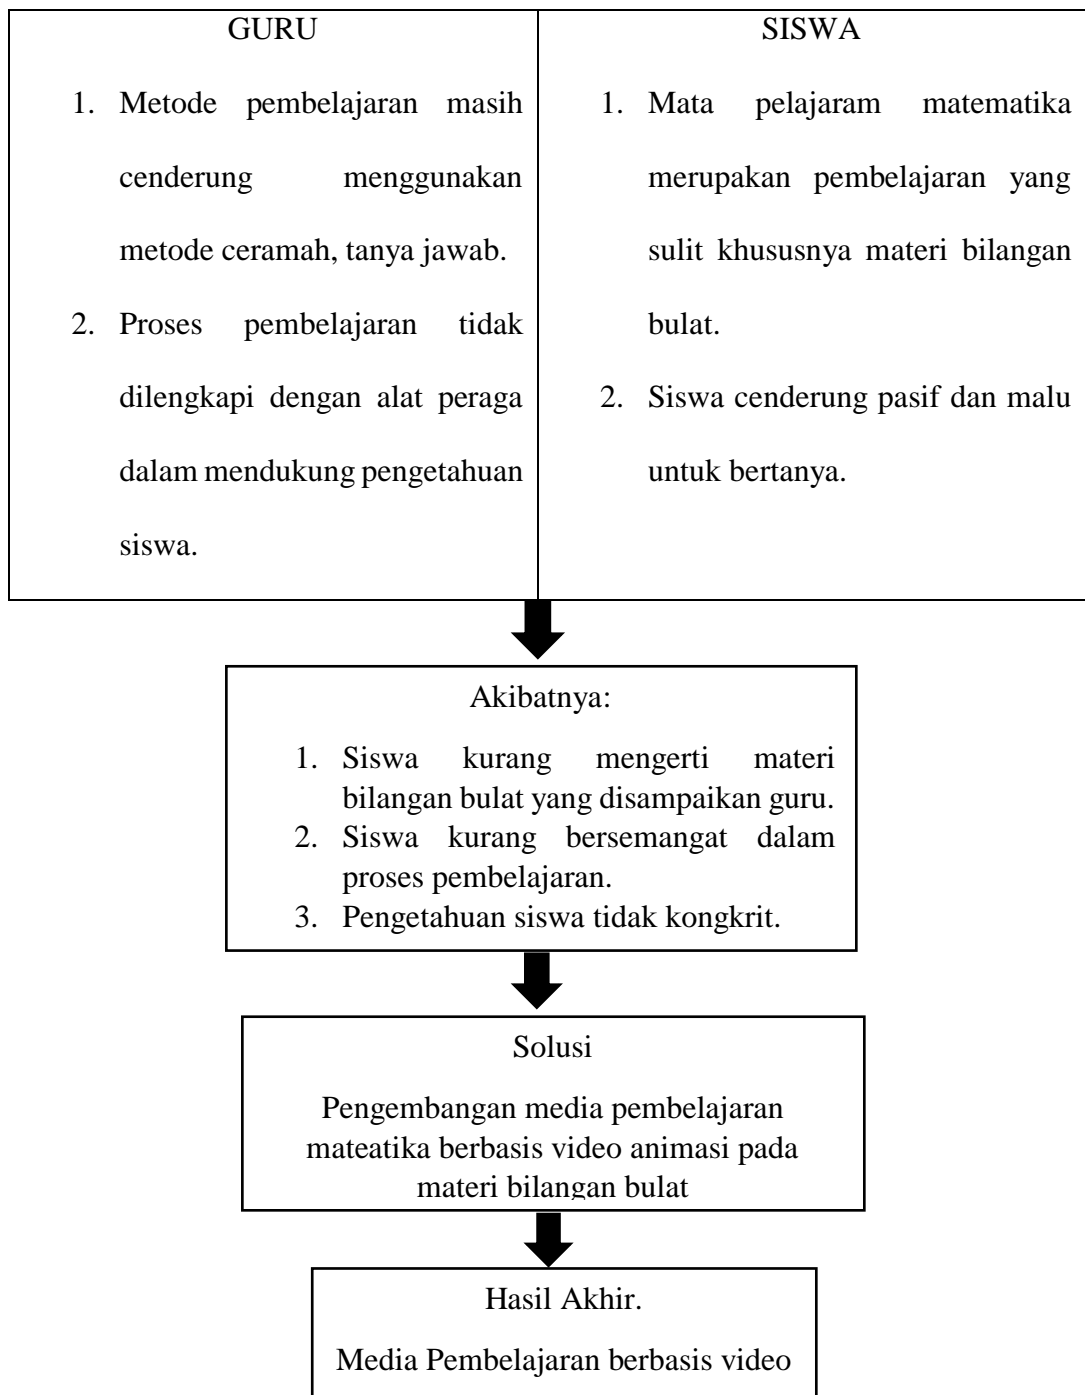 GURU
1. Metode pembelajaran masih
cenderung menggunakan
metode ceramah, tanya jawab.
2. Proses pembelajaran tidak
dilengkapi dengan alat peraga
dalam mendukung pengetahuan
siswa.
SISWA
1. Mata pelajaram matematika
merupakan pembelajaran yang
sulit khususnya materi bilangan
bulat.
2. Siswa cenderung pasif dan malu
untuk bertanya.
Akibatnya:
1. Siswa kurang mengerti materi
bilangan bulat yang disampaikan guru.
2. Siswa kurang bersemangat dalam
proses pembelajaran.
3. Pengetahuan siswa tidak kongkrit.
Solusi
Pengembangan media pembelajaran
mateatika berbasis video animasi pada
materi bilangan bulat
Hasil Akhir.
Media Pembelajaran berbasis video